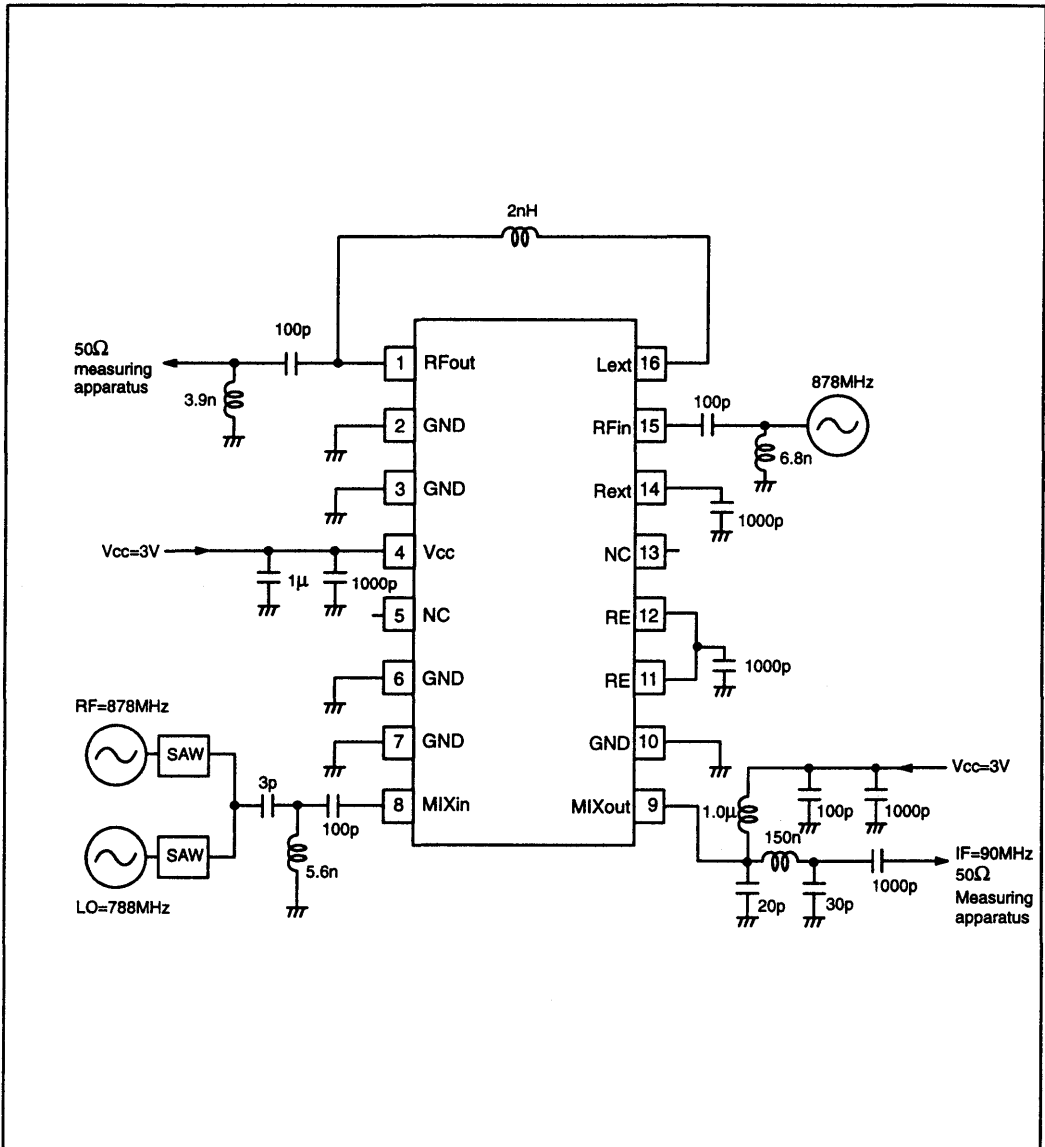 2nH
100p
50Ω
measuring
apparatus
3.9n
1 RFout
Lext 16
878MHz
100p
2 GND
RFin 15
6.8n
3 GND
Rext 14
1000p
Vcc=3V
4 Vcc
NC 13
1μ
1000p
5 NC
RE 12
1000p
6 GND
RE 11
RF=878MHz
SAW
7 GND
GND 10
Vcc=3V
3p
100p
8 MIXin
MIXout 9
1.0μ
100p
1000p
150n
SAW
5.6n
LO=788MHz
20p
30p
1000p
IF=90MHz
50Ω
Measuring
apparatus